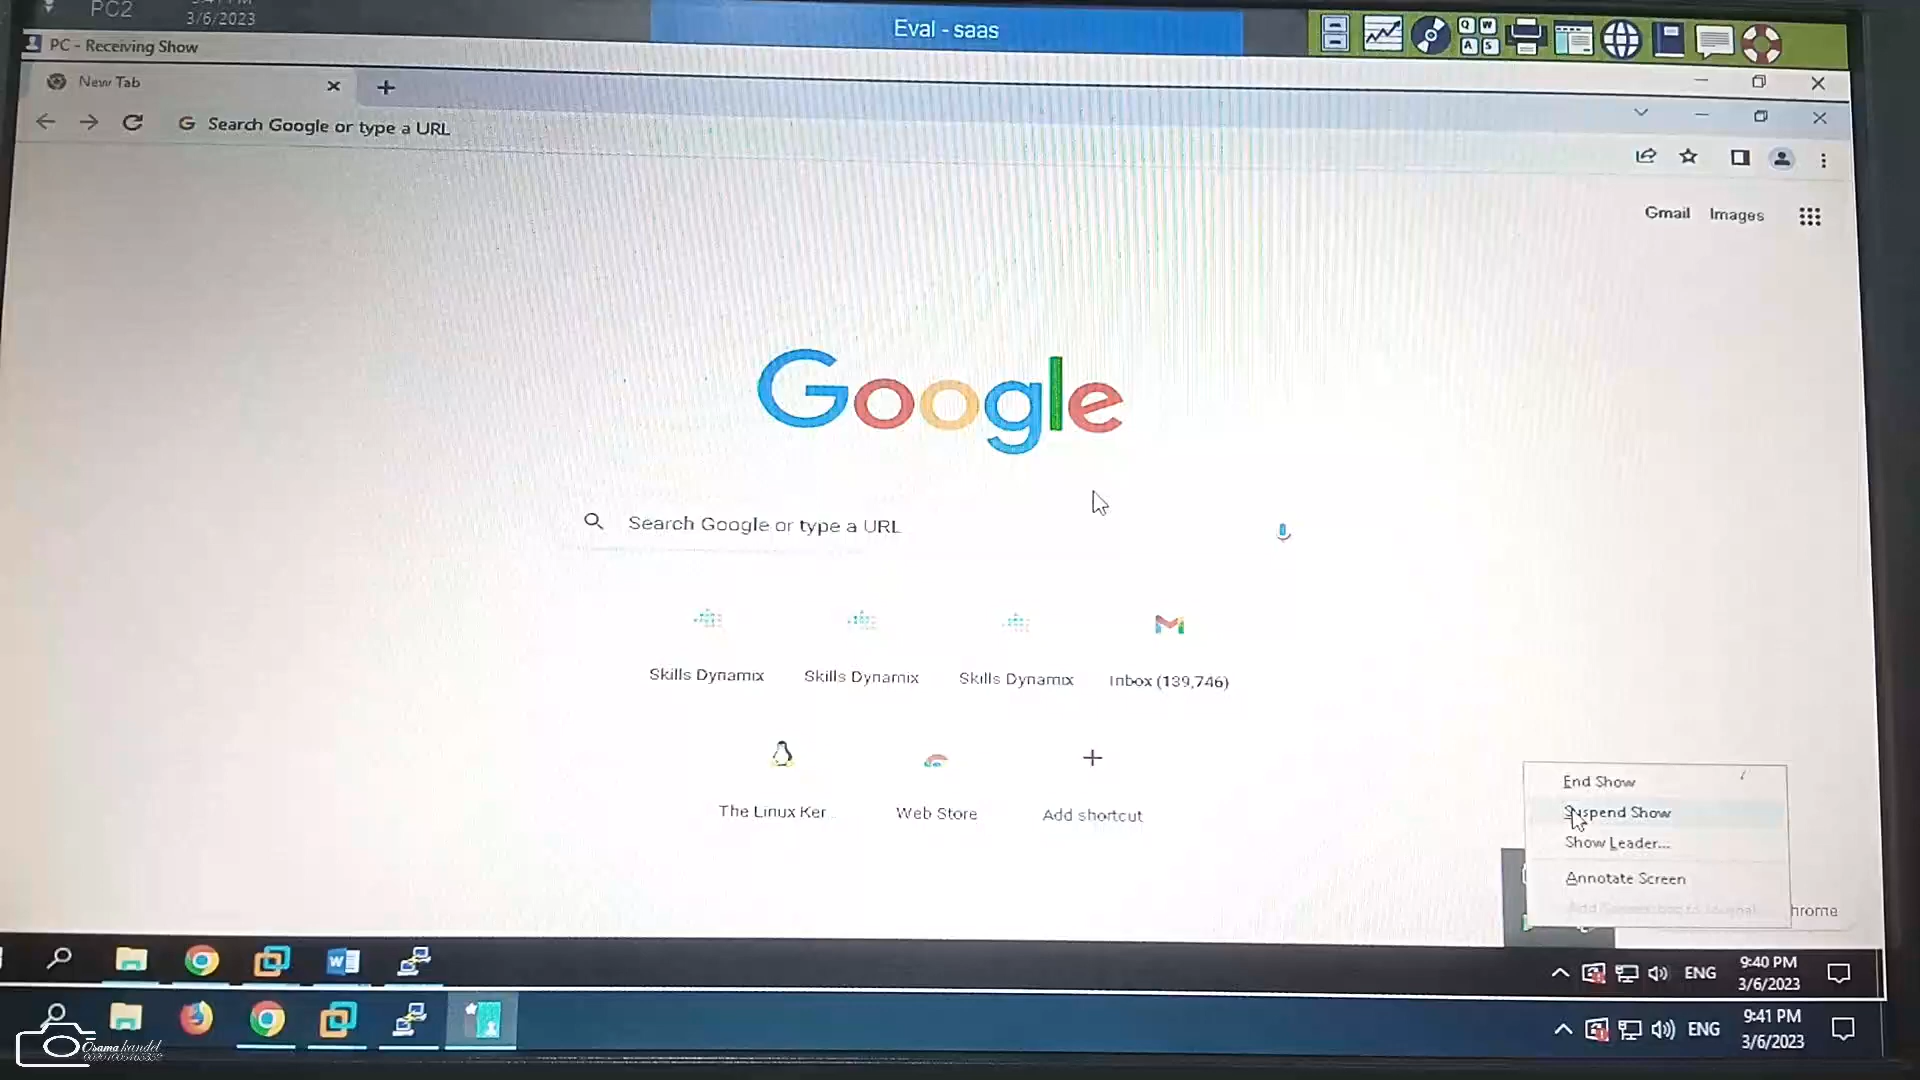 PC2
3/6/2023
Eval - saas
Q W
A S
PC - Receiving Show
New Tab
Search Google or type a URL
Gmail Images
Google
Search Google or type a URL
Skills Dynamix
Skills Dynamix
Skills Dynamix
Inbox (139,746)
The Linux Ker...
Web Store
Add shortcut
End Show
Suspend Show
Show Leader...
Annotate Screen
hrome
W
ENG
9:40 PM
3/6/2023
ENG
9:41 PM
3/6/2023
Osama kandel